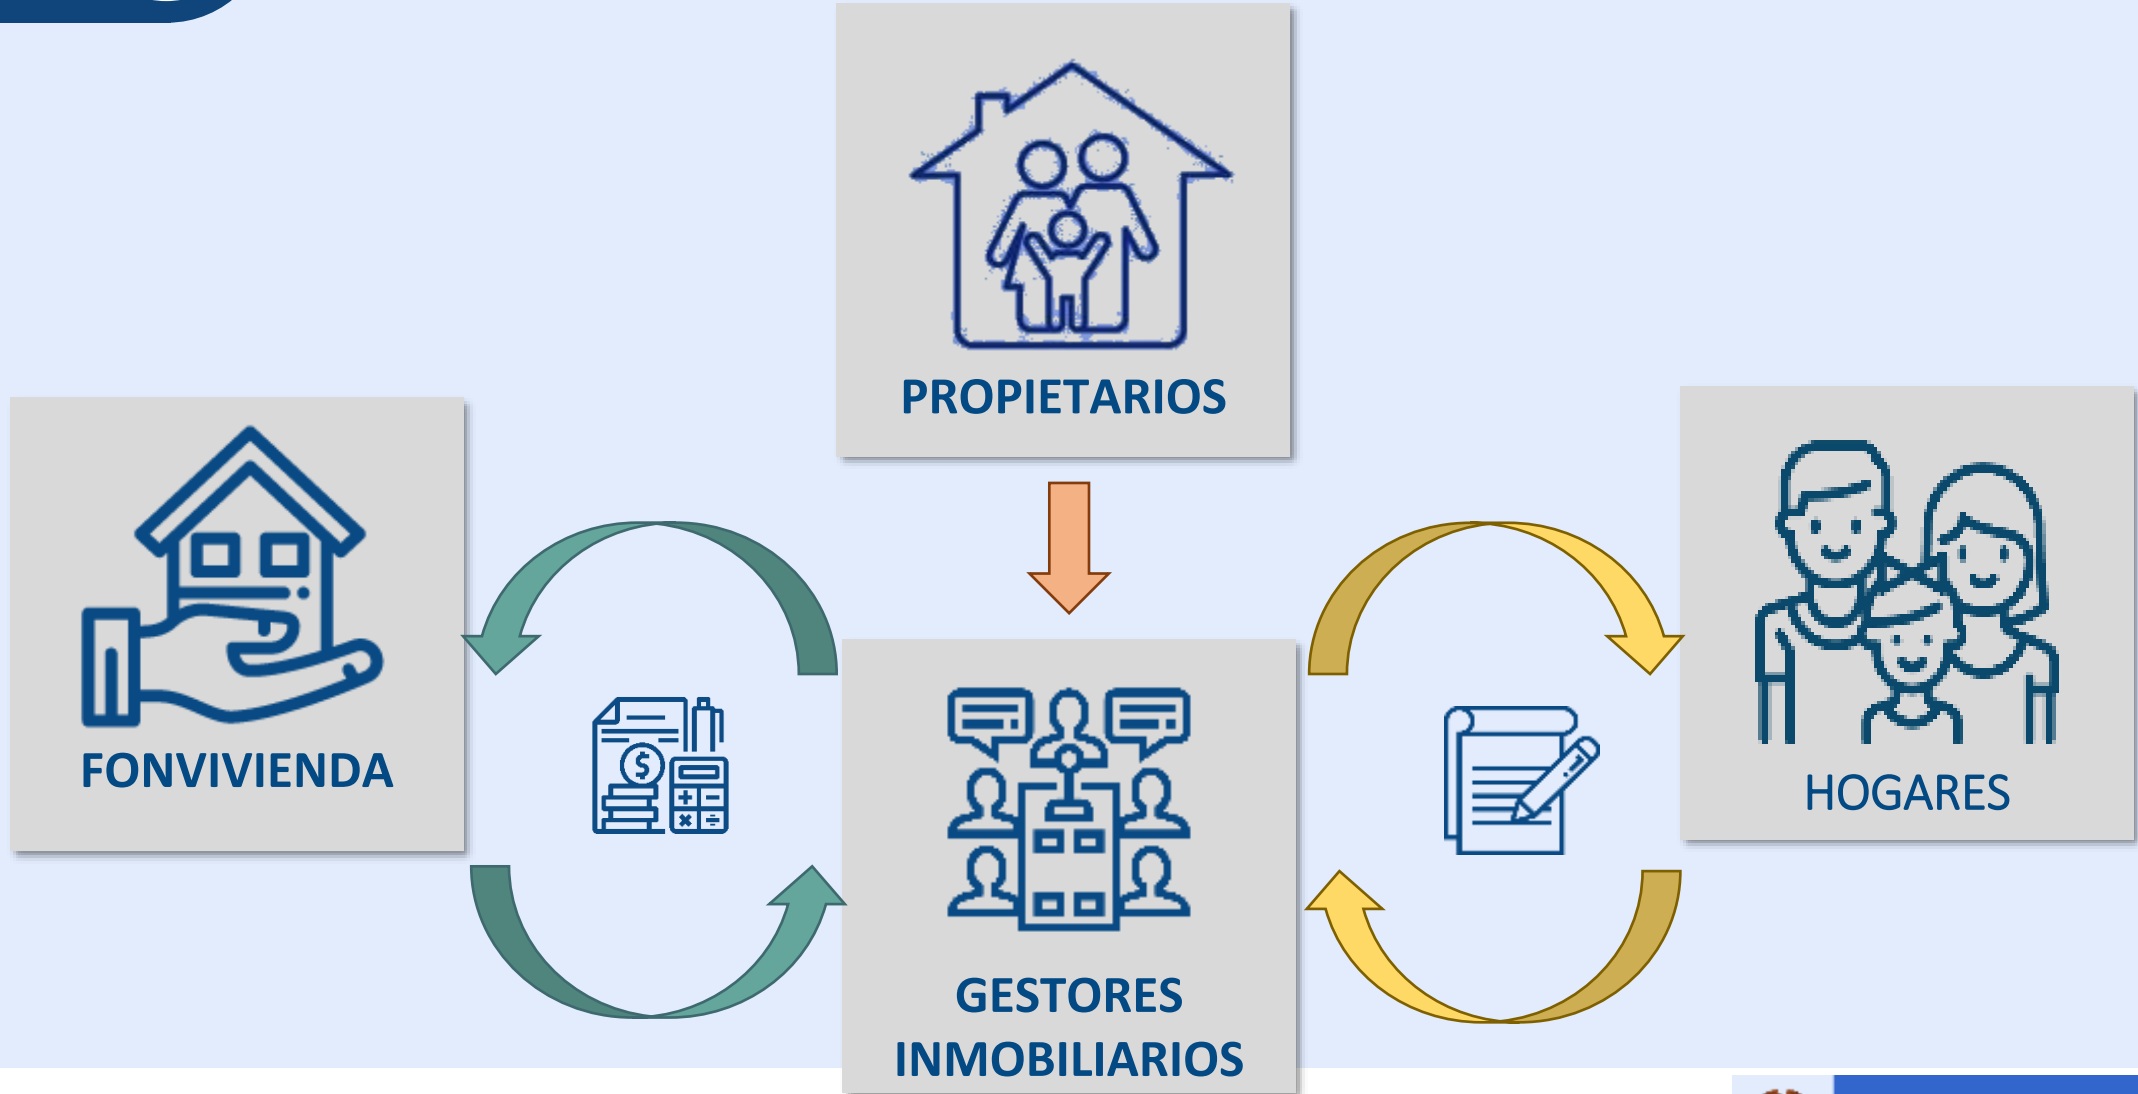 PROPIETARIOS
FONVIVIENDA
HOGARES
$
GESTORES
INMOBILIARIOS